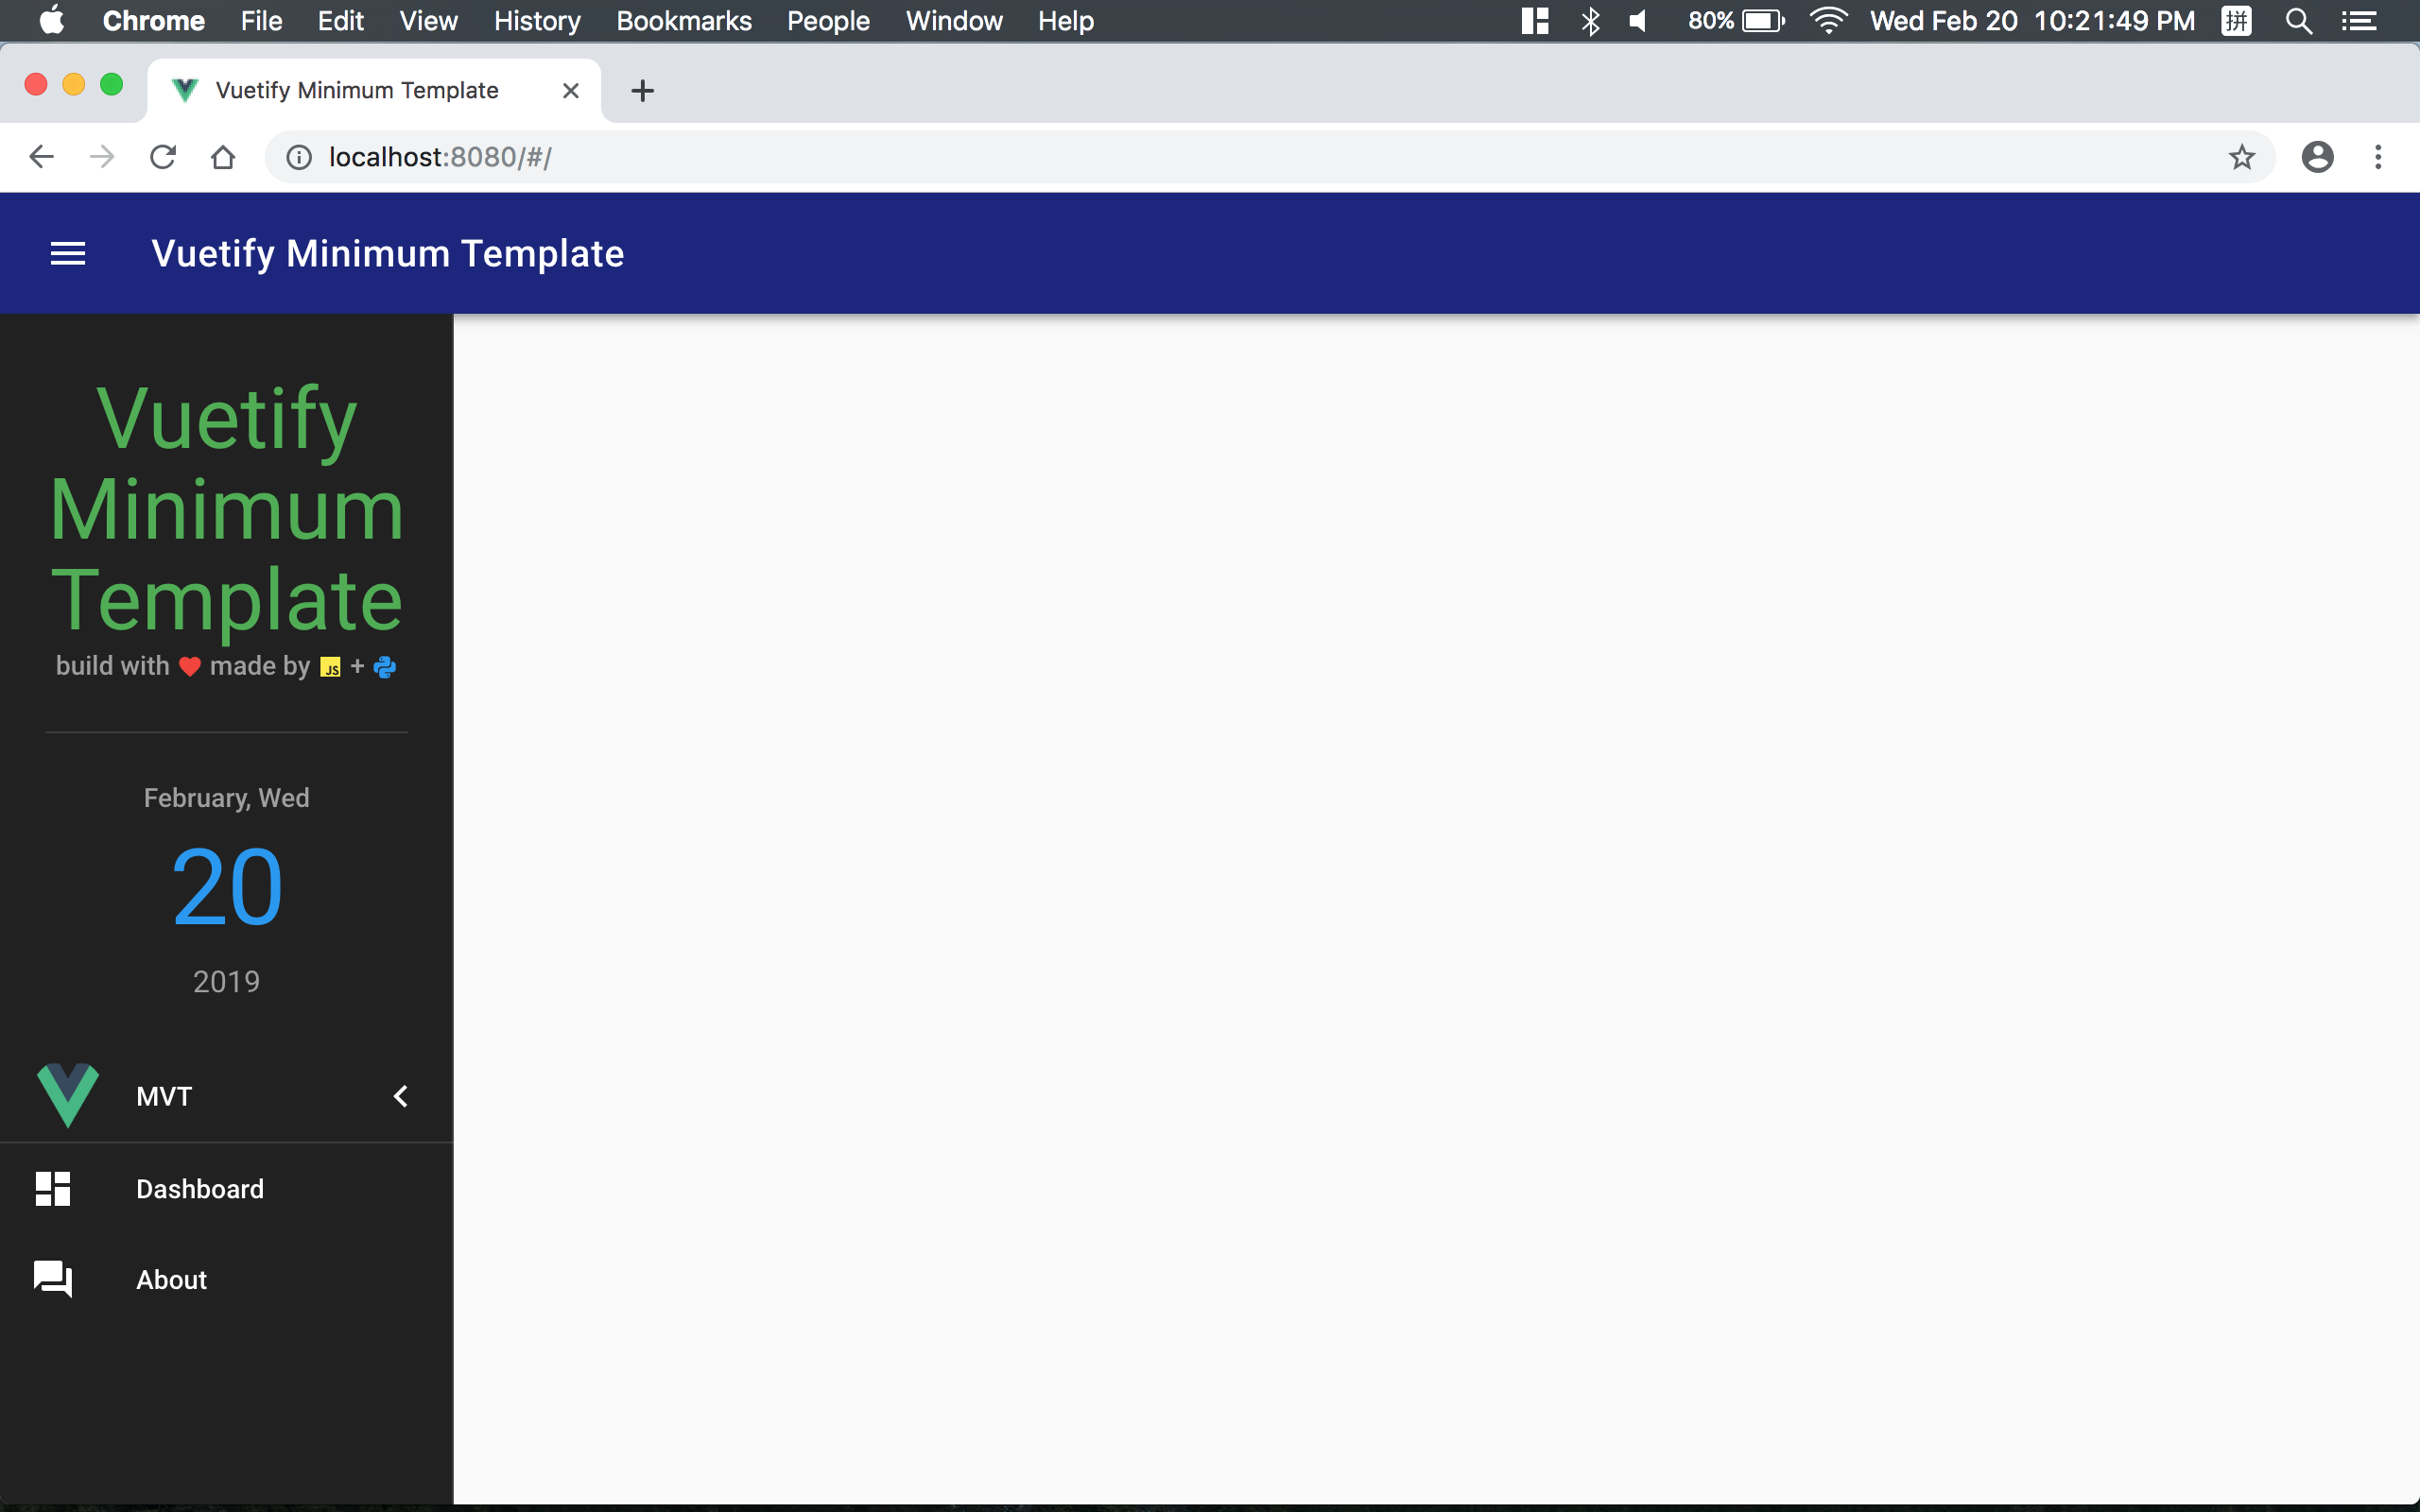 Chrome File Edit View History Bookmarks People Window Help 80% Wed Feb 20 10:21:49 PM 拼
Vuetify Minimum Template
localhost:8080/#/
Vuetify Minimum Template
Vuetify
Minimum
Template
build with made by JS +
February, Wed
20
2019
MVT
Dashboard
About